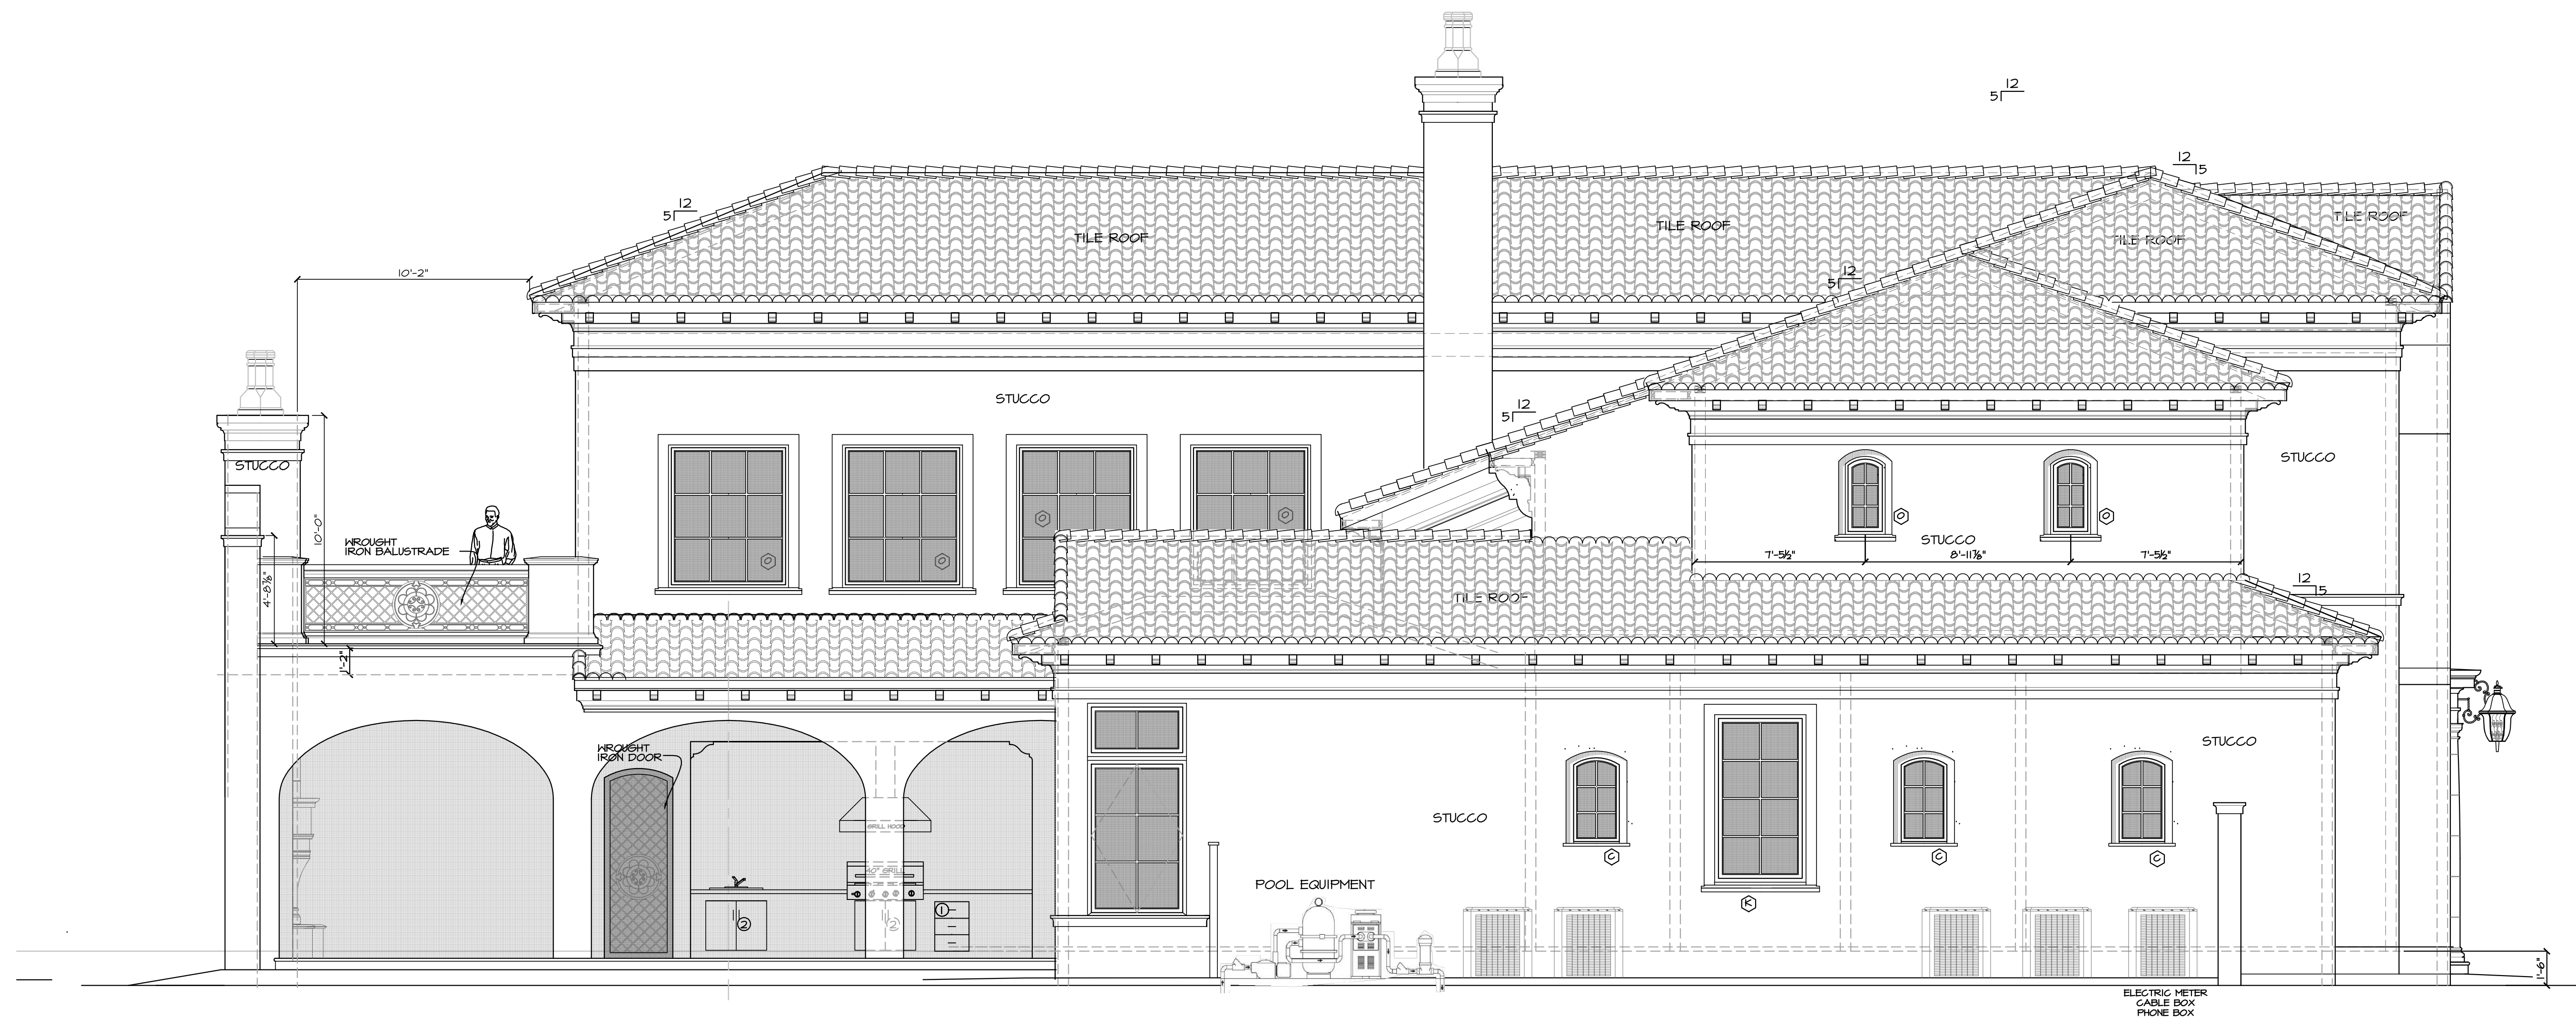 12
5
12
5
12
5
TILE ROOF
TILE ROOF
TILE ROOF
TILE ROOF
10'-2"
12
5
STUCCO
12
5
STUCCO
STUCCO
10'-0"
WROUGHT
IRON BALUSTRADE
4'-8⅞"
1'-2"
O
O
O
O
O
O
STUCCO
7'-5½"
8'-11⅞"
7'-5½"
12
5
TILE ROOF
WROUGHT
IRON DOOR
STUCCO
GRILL HOOD
STUCCO
40" GRILL
C
C
C
K
POOL EQUIPMENT
1
2
2
1'-6"
ELECTRIC METER
CABLE BOX
PHONE BOX